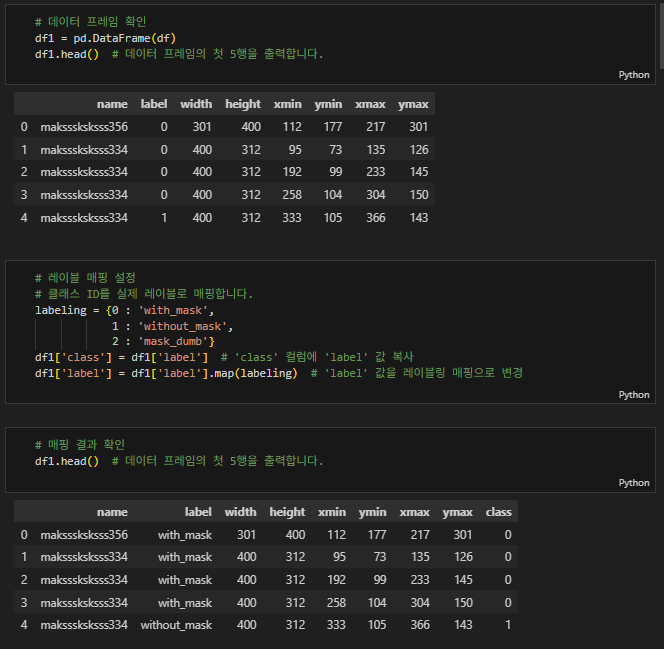 # 데이터 프레임 확인
df1 = pd.DataFrame(df)
df1.head()  # 데이터 프레임의 첫 5행을 출력합니다.
Python
name label width height xmin ymin xmax ymax
0 maksssksksss356 0 301 400 112 177 217 301
1 maksssksksss334 0 400 312 95 73 135 126
2 maksssksksss334 0 400 312 192 99 233 145
3 maksssksksss334 0 400 312 258 104 304 150
4 maksssksksss334 1 400 312 333 105 366 143
# 레이블 매핑 설정
# 클래스 ID를 실제 레이블로 매핑합니다.
labeling = {0 : 'with_mask',
1 : 'without_mask',
2 : 'mask_dumb'}
df1['class'] = df1['label']  # 'class' 컬럼에 'label' 값 복사
df1['label'] = df1['label'].map(labeling)  # 'label' 값을 레이블링 매핑으로 변경
Python
# 매핑 결과 확인
df1.head()  # 데이터 프레임의 첫 5행을 출력합니다.
Python
name label width height xmin ymin xmax ymax class
0 maksssksksss356 with_mask 301 400 112 177 217 301 0
1 maksssksksss334 with_mask 400 312 95 73 135 126 0
2 maksssksksss334 with_mask 400 312 192 99 233 145 0
3 maksssksksss334 with_mask 400 312 258 104 304 150 0
4 maksssksksss334 without_mask 400 312 333 105 366 143 1